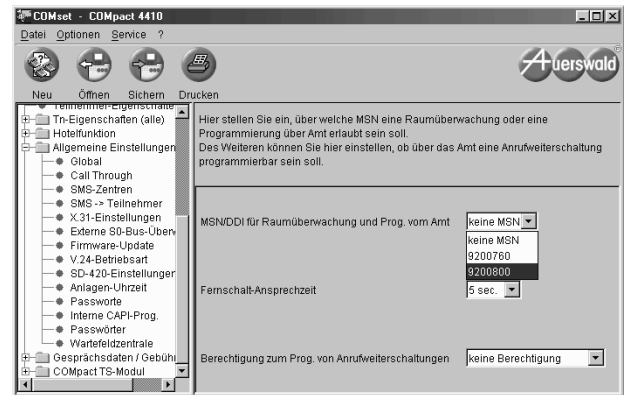 COMset - COMpact 4410
Datei Optionen Service ?
Neu Öffnen Sichern Drucken
Auerswald
Teilnehmer-Eigenschafte
Tn-Eigenschaften (alle)
Hotelfunktion
Allgemeine Einstellungen
Global
Call Through
SMS-Zentren
SMS -> Teilnehmer
X.31-Einstellungen
Externe S0-Bus-Überv
Firmware-Update
V.24-Betriebsart
SD-420-Einstellunger
Anlagen-Uhrzeit
Passworte
Interne CAPI-Prog.
Passwörter
Wartefeldzentrale
Gesprächsdaten / Gebühr
COMpact TS-Modul
Hier stellen Sie ein, über welche MSN eine Raumüberwachung oder eine
Programmierung über Amt erlaubt sein soll.
Des Weiteren können Sie hier einstellen, ob über das Amt eine Anrufweiterschaltung
programmierbar sein soll.
MSN/DDI für Raumüberwachung und Prog. vom Amt keine MSN
keine MSN
9200760
9200800
Fernschalt-Ansprechzeit 5 sec.
Berechtigung zum Prog. von Anrufweiterschaltungen keine Berechtigung